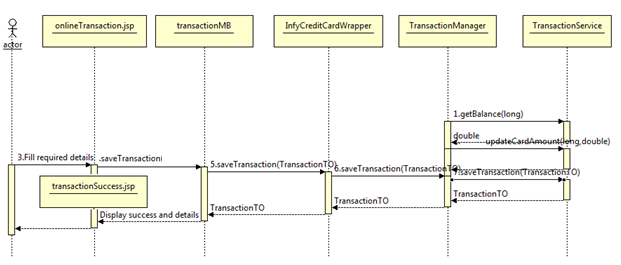 onlineTransaction.jsp
transactionMB
InfyCreditCardWrapper
TransactionManager
TransactionService
actor
1.getBalance(long)
double
updateCardAmount(long,double)
3.Fill required details
.saveTransaction(
5.saveTransaction(TransactionTO)
6.saveTransaction(TransactionTO)
7.saveTransaction(TransactionTO)
transactionSuccess.jsp
TransactionTO
TransactionTO
TransactionTO
Display success and details